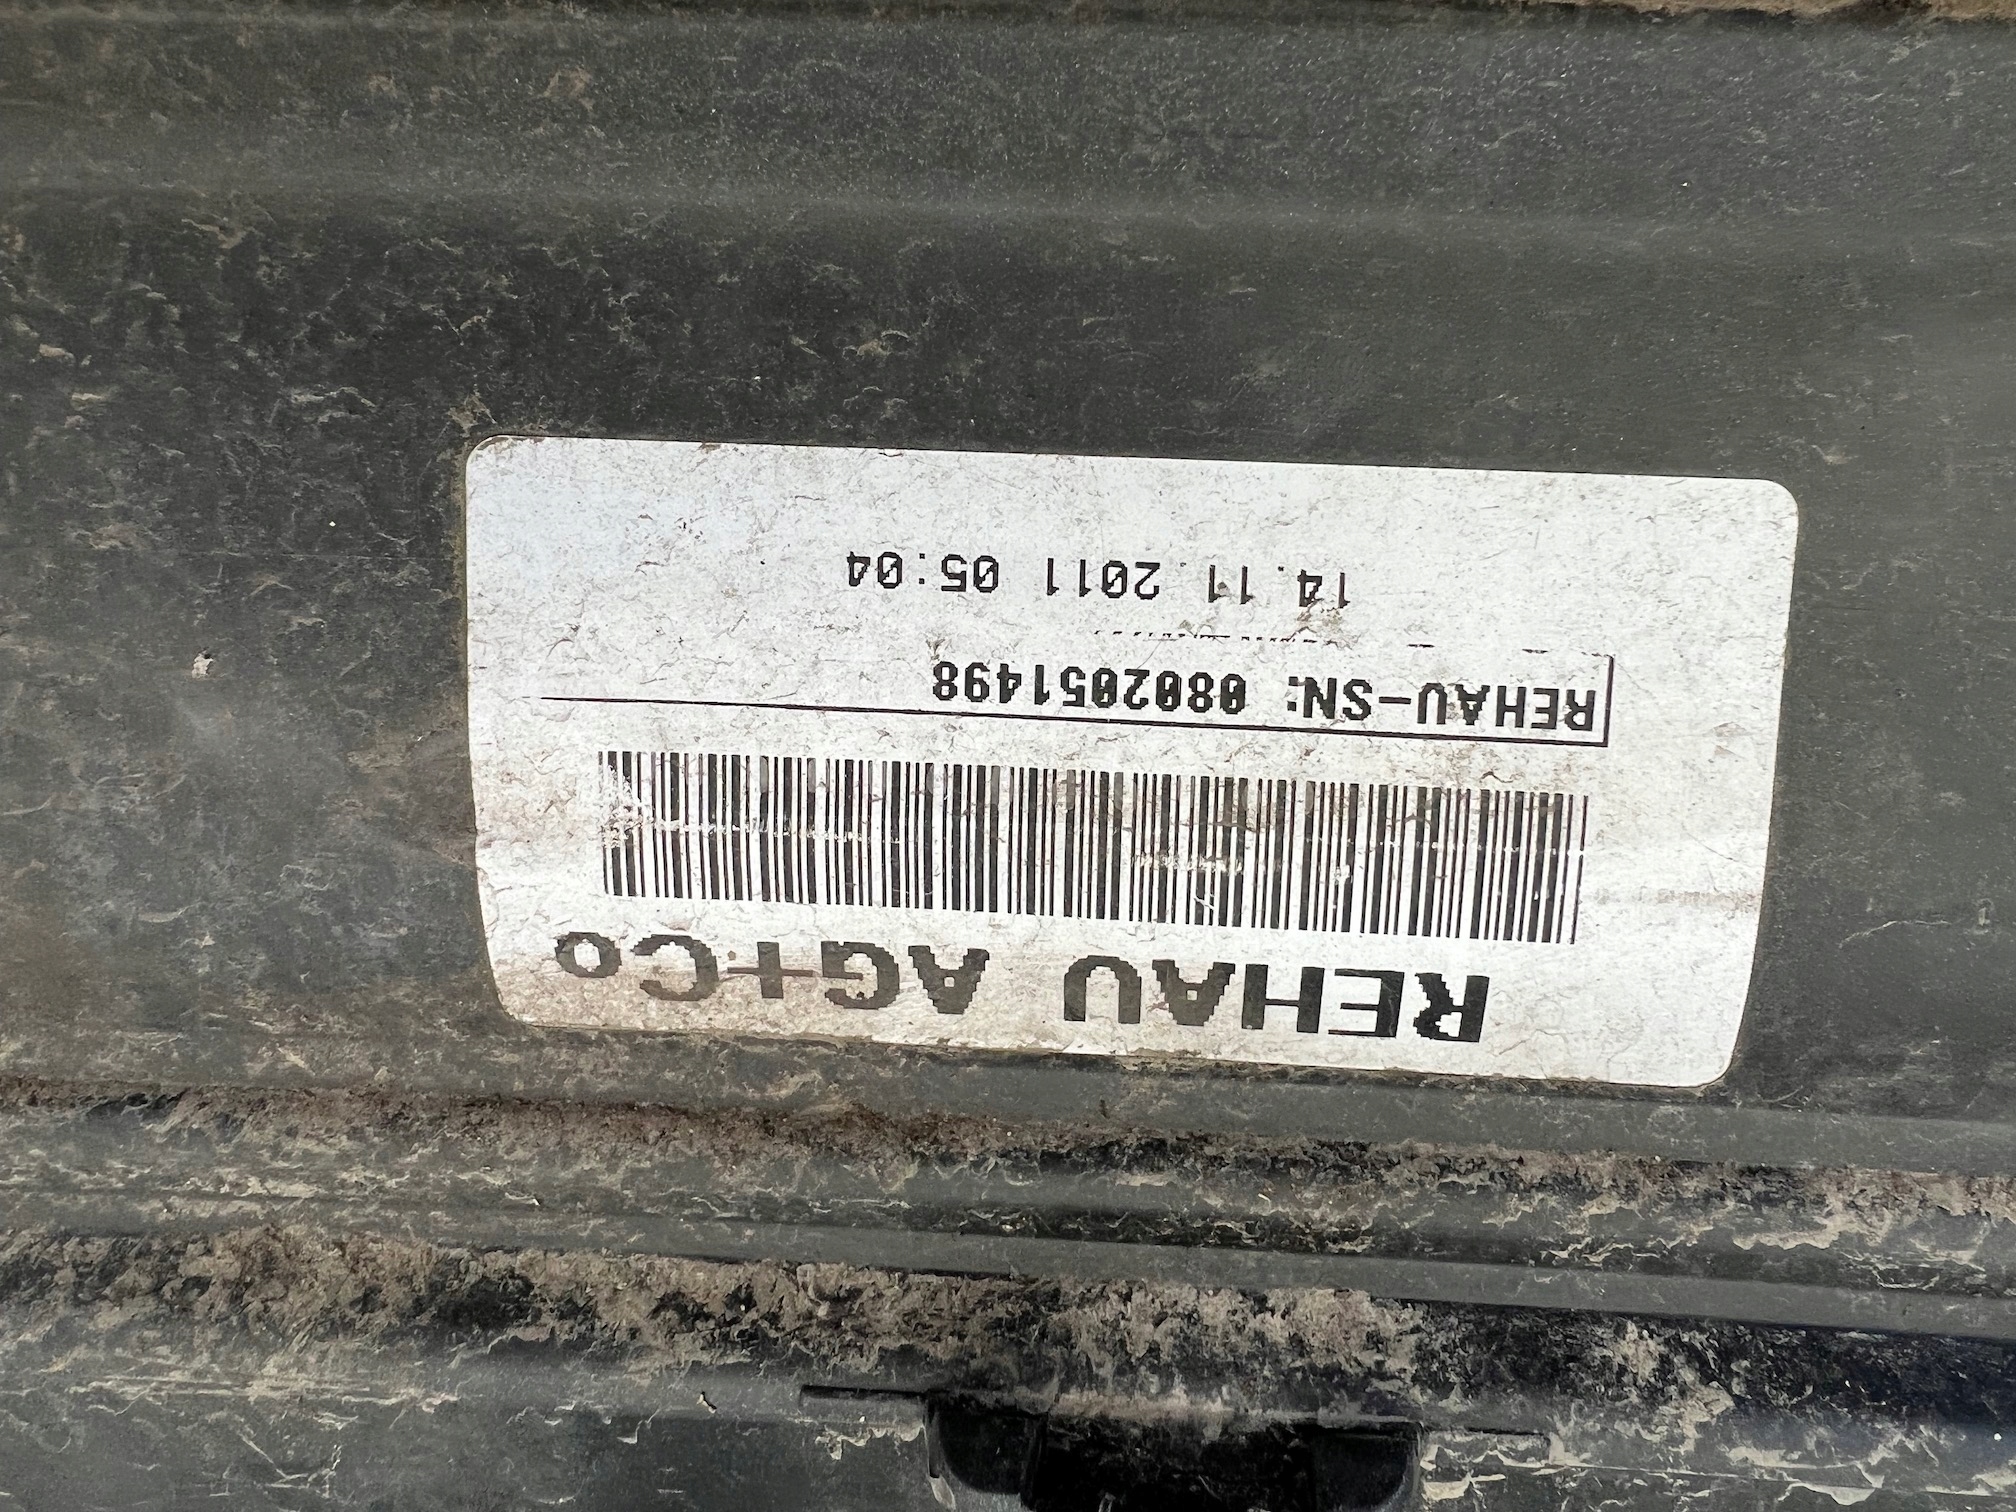 REHAU AG+Co
REHAU-SN: 0802051498
14.11.2011 05:04